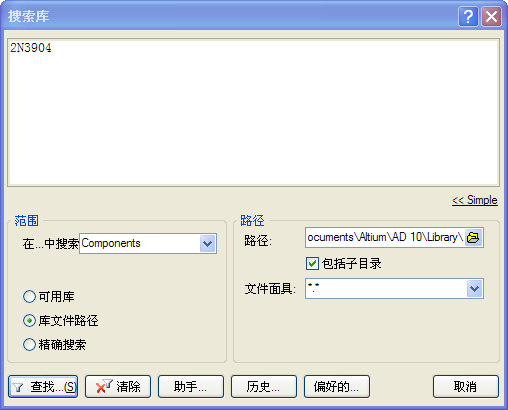 搜索库
2N3904
<< Simple
范围
路径
在...中搜索
Components
路径:
ocuments\Altium\AD 10\Library\
包括子目录
可用库
文件面具:
*.*
库文件路径
精确搜索
查找...(S)
清除
助手...
历史...
偏好的...
取消